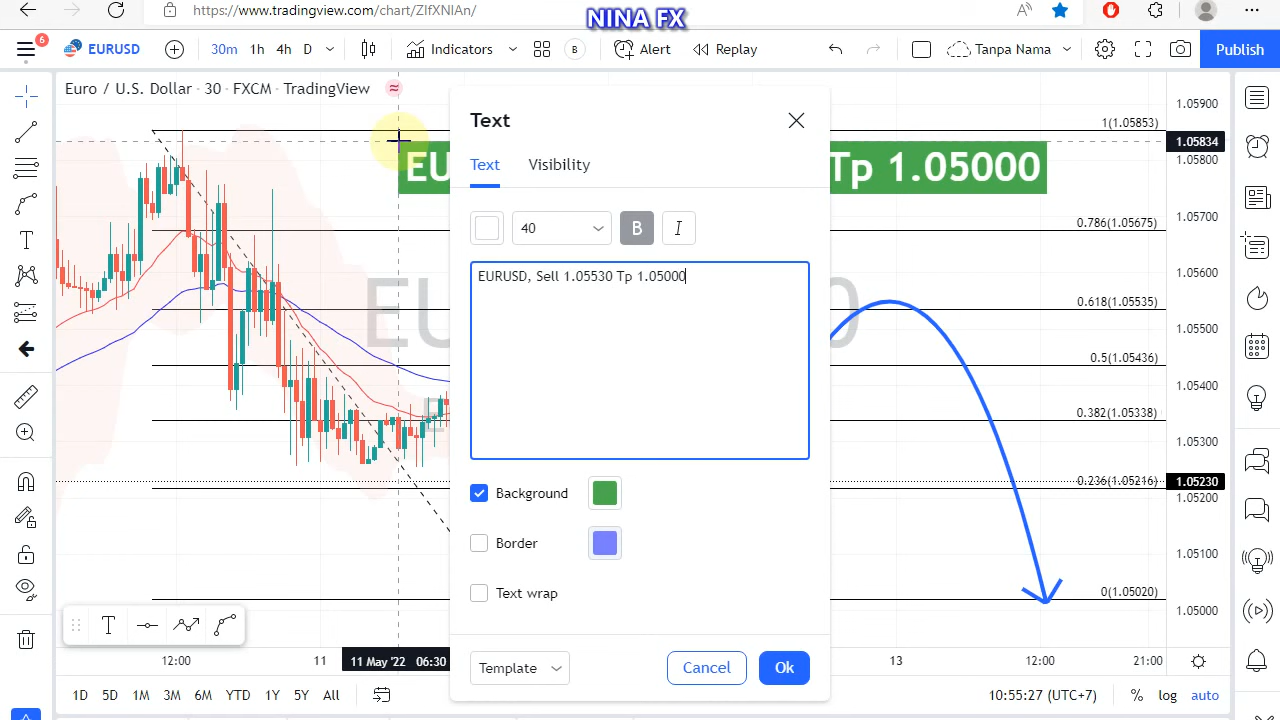 https://www.tradingview.com/chart/ZIfXNIAn/
NINA FX
6
EURUSD
30m
1h
4h
D
Indicators
B
Alert
Replay
Tanpa Nama
Publish
Euro / U.S. Dollar · 30 · FXCM · TradingView
Text
Text
Visibility
40
B
I
EURUSD, Sell 1.05530 Tp 1.05000
Background
Border
Text wrap
Template
Cancel
Ok
EU
Tp 1.05000
EU
0
E
1(1.05853)
0.786(1.05675)
0.618(1.05535)
0.5(1.05436)
0.382(1.05338)
0.236(1.05216)
0(1.05020)
1.05900
1.05834
1.05800
1.05700
1.05600
1.05500
1.05400
1.05300
1.05230
1.05200
1.05100
1.05000
12:00
11
11 May '22 06:30
13
12:00
21:00
1D
5D
1M
3M
6M
YTD
1Y
5Y
All
10:55:27 (UTC+7)
%
log
auto